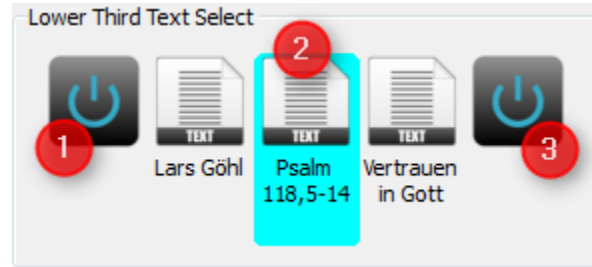 Lower Third Text Select
1
2
3
TEXT
TEXT
TEXT
Lars Göhl
Psalm
118,5-14
Vertrauen
in Gott